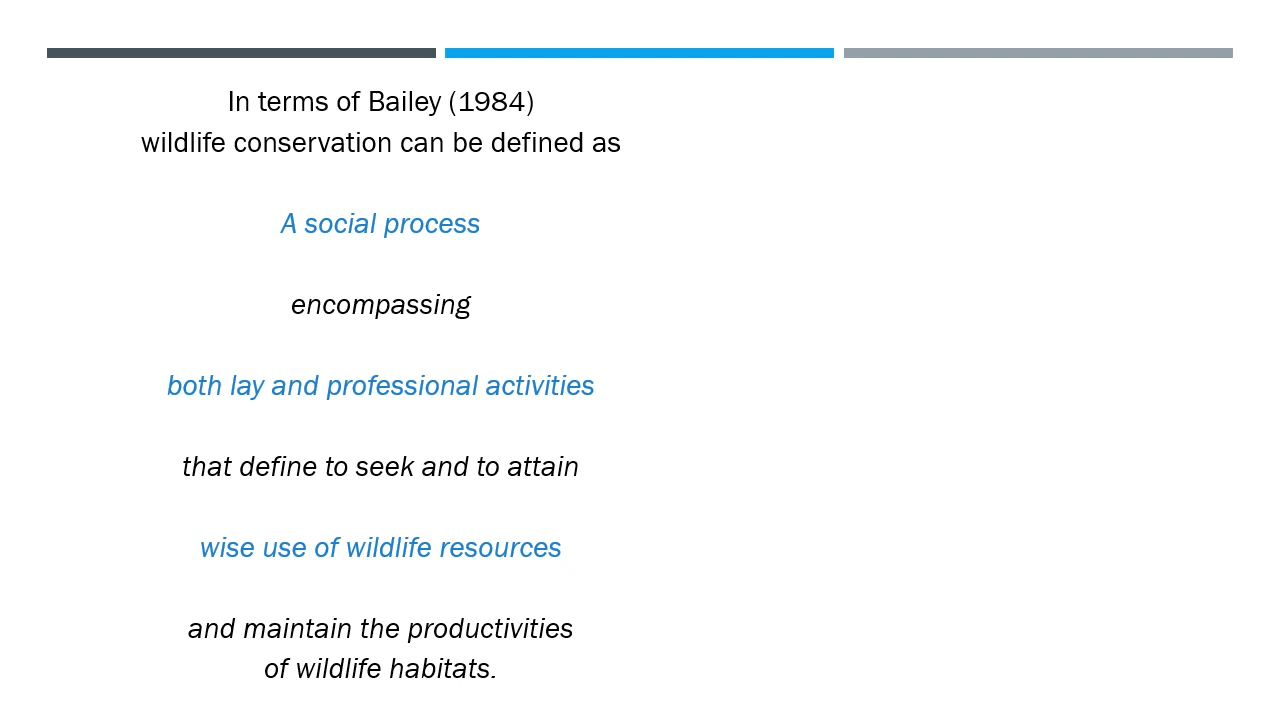 In terms of Bailey (1984)
wildlife conservation can be defined as
A social process
encompassing
both lay and professional activities
that define to seek and to attain
wise use of wildlife resources
and maintain the productivities
of wildlife habitats.